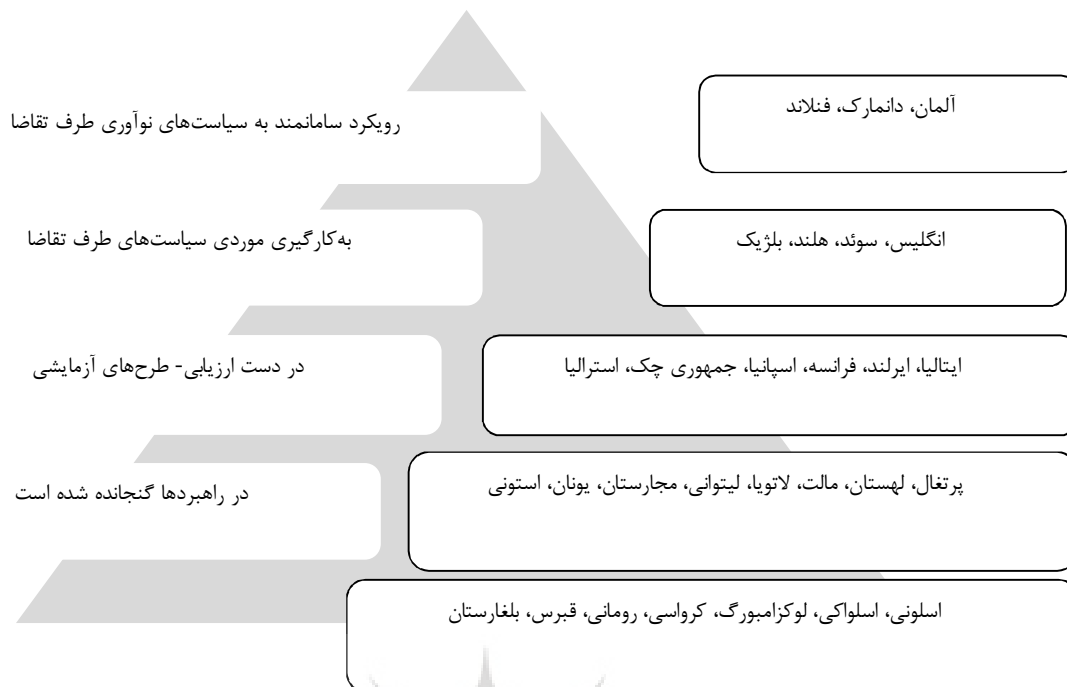 آلمان، دانمارک، فنلاند
رویکرد سامانمند به سیاست‌های نوآوری طرف تقاضا
انگلیس، سوئد، هلند، بلژیک
به‌کارگیری موردی سیاست‌های طرف تقاضا
ایتالیا، ایرلند، فرانسه، اسپانیا، جمهوری چک، استرالیا
در دست ارزیابی- طرح‌های آزمایشی
پرتغال، لهستان، مالت، لاتویا، لیتوانی، مجارستان، یونان، استونی
در راهبردها گنجانده شده است
اسلونی، اسلواکی، لوکزامبورگ، کرواسی، رومانی، قبرس، بلغارستان